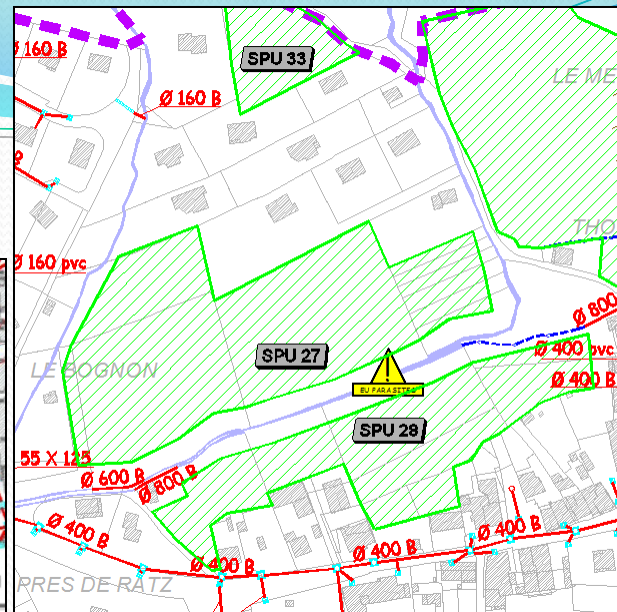 SPU 33
Ø 160 B
LE ME
Ø 160 B
THO
Ø 160 pvc
Ø 800
SPU 27
Ø 400 pvc
LE BOGNON
Ø 400 B
EU PARASITES
SPU 28
55 X 125
Ø 600 B
Ø 800 B
Ø 400 B
Ø 400 B
Ø 400 B
Ø 400 B
PRES DE RATZ